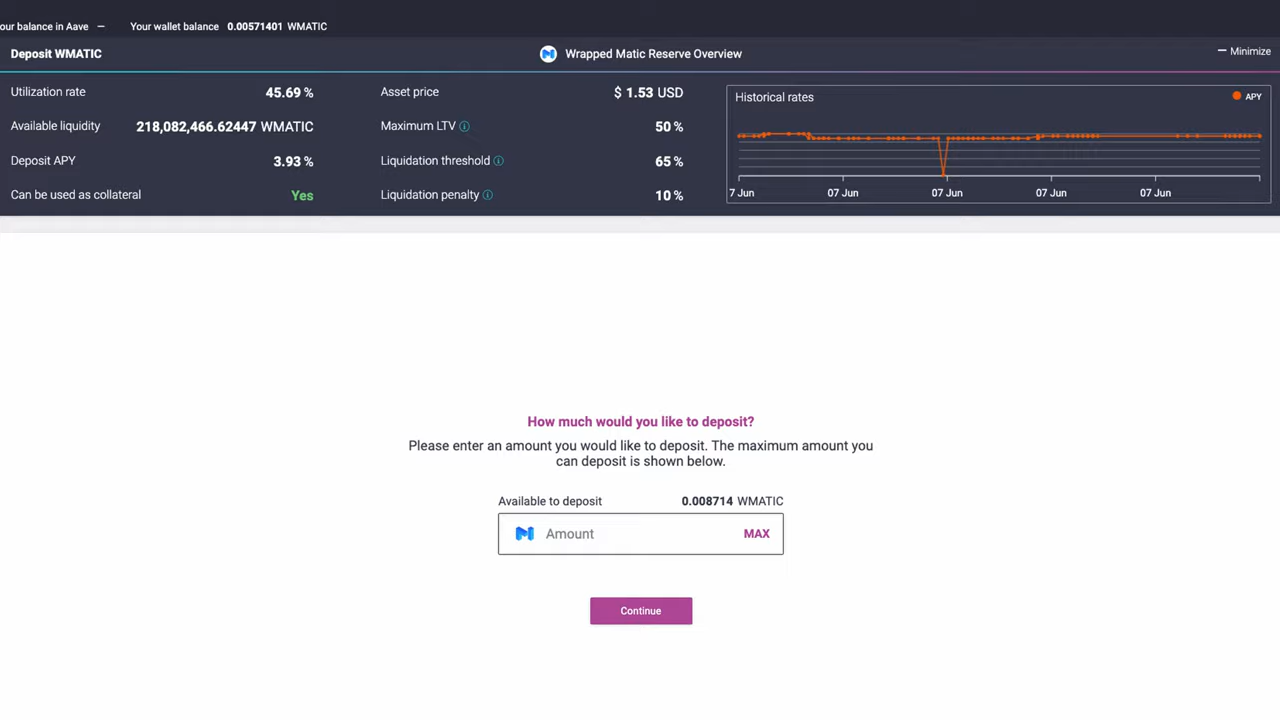 our balance in Aave – Your wallet balance 0.00571401 WMATIC
Deposit WMATIC
Wrapped Matic Reserve Overview
Minimize
Utilization rate 45.69 %
Available liquidity 218,082,466.62447 WMATIC
Deposit APY 3.93 %
Can be used as collateral Yes
Asset price $ 1.53 USD
Maximum LTV 50 %
Liquidation threshold 65 %
Liquidation penalty 10 %
Historical rates APY
7 Jun 07 Jun 07 Jun 07 Jun 07 Jun
How much would you like to deposit?
Please enter an amount you would like to deposit. The maximum amount you
can deposit is shown below.
Available to deposit 0.008714 WMATIC
Amount MAX
Continue